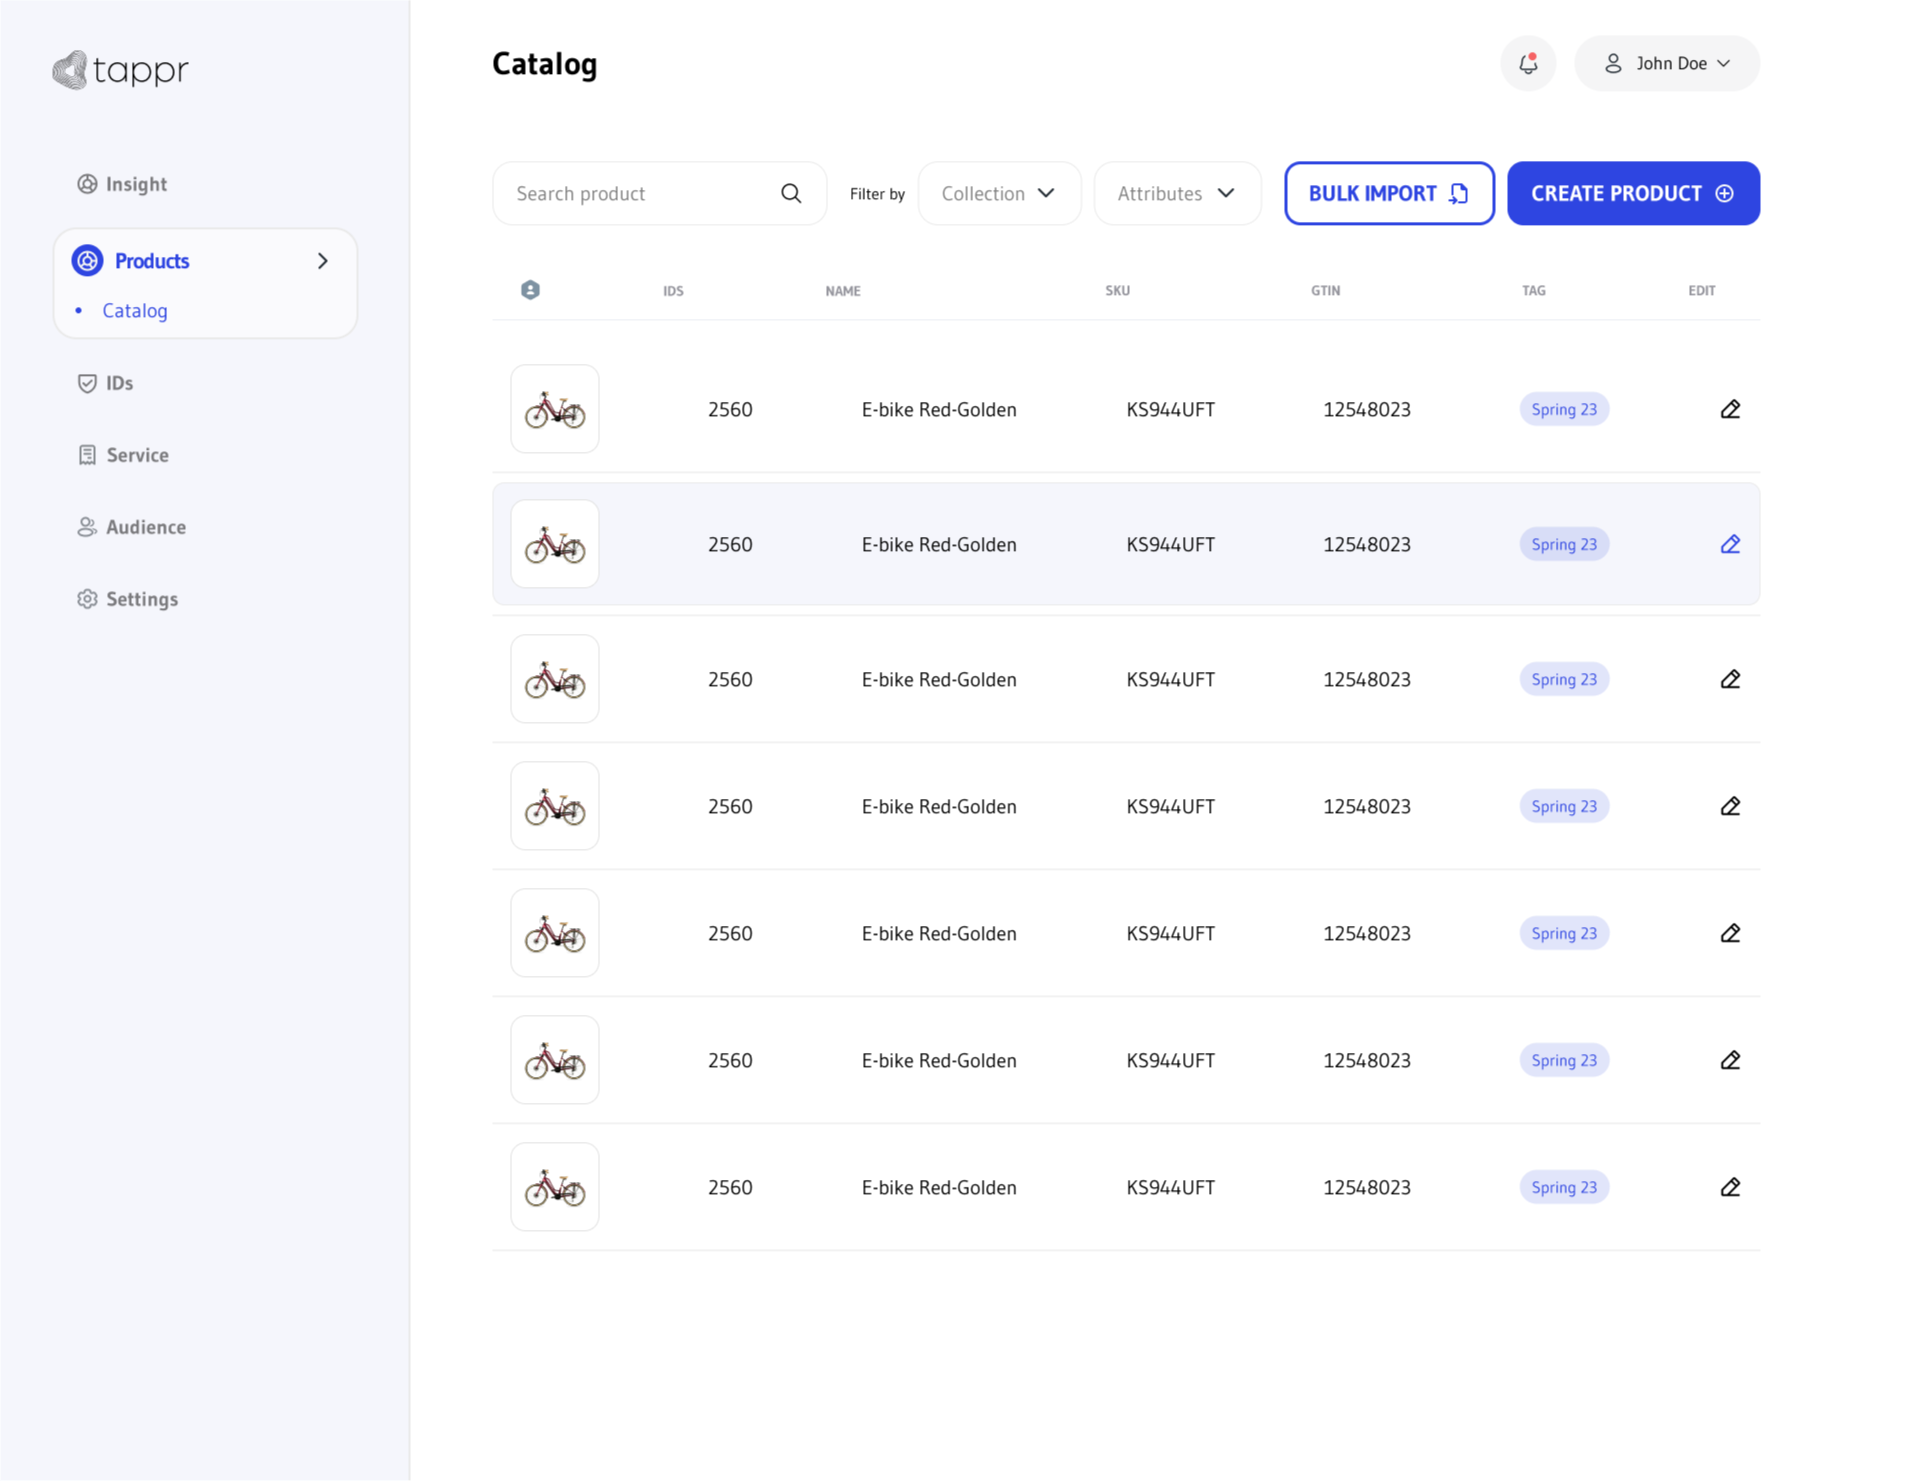 tappr
Catalog
John Doe
Insight
Products
Catalog
IDs
Service
Audience
Settings
Search product
Filter by
Collection
Attributes
BULK IMPORT
CREATE PRODUCT
IDS NAME SKU GTIN TAG EDIT
2560 E-bike Red-Golden KS944UFT 12548023 Spring 23
2560 E-bike Red-Golden KS944UFT 12548023 Spring 23
2560 E-bike Red-Golden KS944UFT 12548023 Spring 23
2560 E-bike Red-Golden KS944UFT 12548023 Spring 23
2560 E-bike Red-Golden KS944UFT 12548023 Spring 23
2560 E-bike Red-Golden KS944UFT 12548023 Spring 23
2560 E-bike Red-Golden KS944UFT 12548023 Spring 23